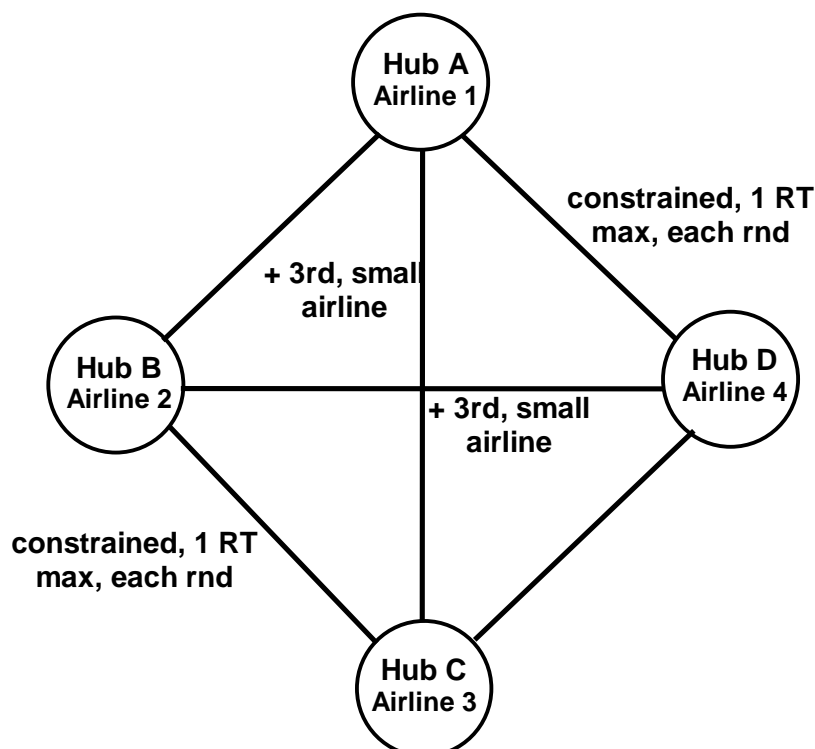 Hub A
Airline 1
constrained, 1 RT
max, each rnd
+ 3rd, small
airline
Hub B
Airline 2
Hub D
Airline 4
+ 3rd, small
airline
constrained, 1 RT
max, each rnd
Hub C
Airline 3